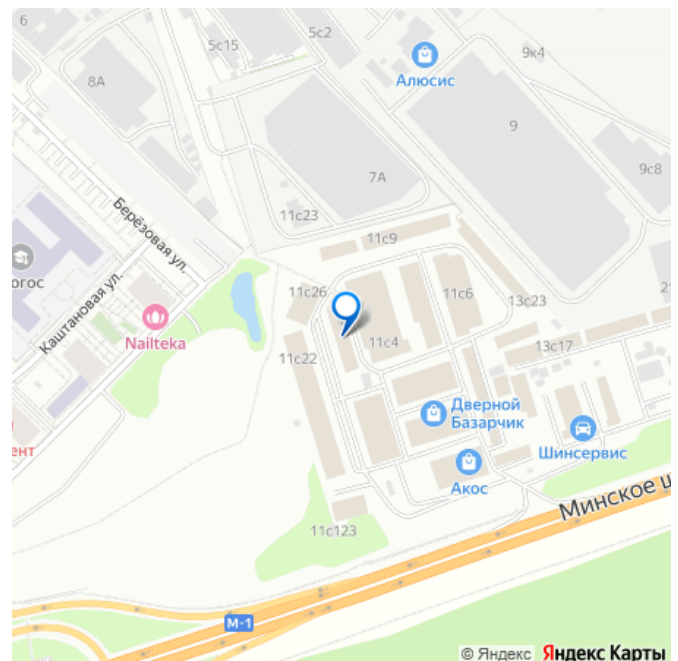 6
5с15
5с2
9к4
Алюсис
8А
9
9с8
7А
Берёзовая ул.
11с23
11с9
огос
Каштановая ул.
11с26
11с6
13с23
21
Nailteka
11с22
11с4
13с17
Дверной
Базарчик
Шинсервис
ент
Акос
Минское ш
11с123
М-1
© Яндекс Яндекс Карты